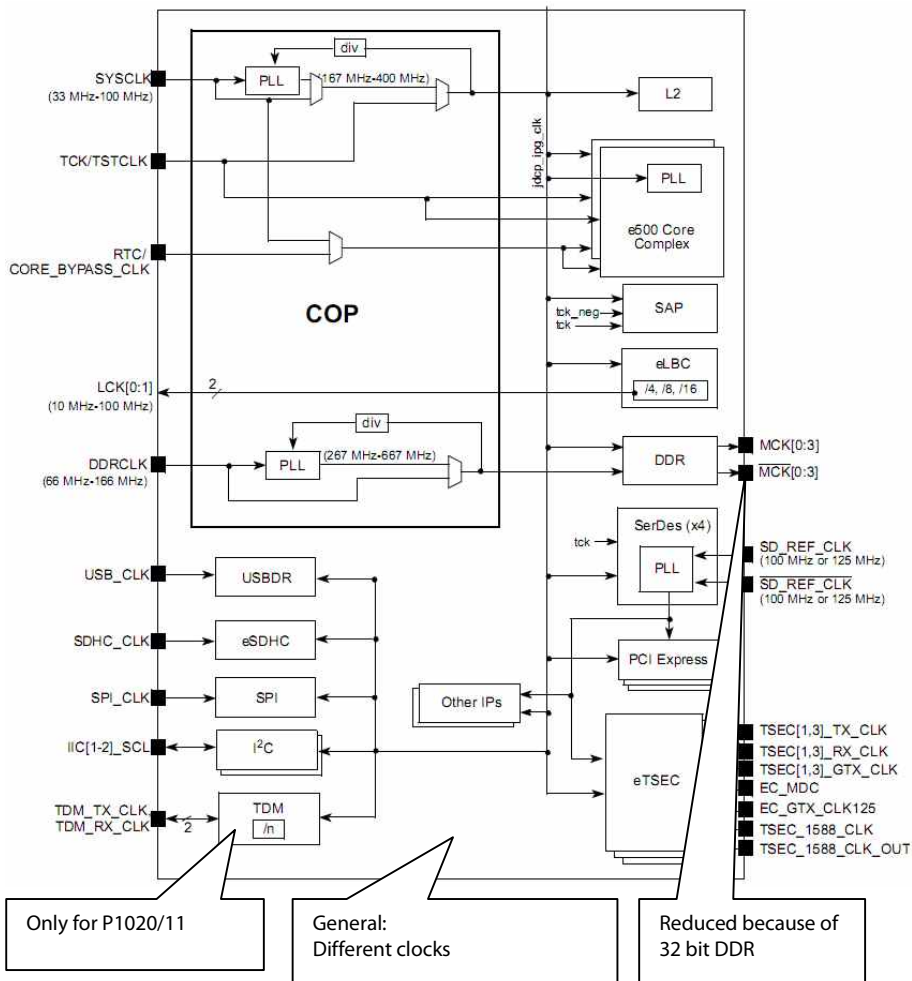 div
SYSCLK
(33 MHz-100 MHz)
PLL
(167 MHz-400 MHz)
L2
TCK/TSTCLK
jdcp_ipg_clk
PLL
e500 Core
Complex
RTC/
CORE_BYPASS_CLK
COP
SAP
tck_neg
tck
eLBC
/4, /8, /16
LCK[0:1]
(10 MHz-100 MHz)
2
div
DDRCLK
(66 MHz-166 MHz)
PLL
(267 MHz-667 MHz)
DDR
MCK[0:3]
MCK[0:3]
SerDes (x4)
tck
PLL
SD_REF_CLK
(100 MHz or 125 MHz)
SD_REF_CLK
(100 MHz or 125 MHz)
USB_CLK
USBDR
SDHC_CLK
eSDHC
PCI Express
SPI_CLK
SPI
Other IPs
IIC[1-2]_SCL
I²C
eTSEC
TSEC[1,3]_TX_CLK
TSEC[1,3]_RX_CLK
TSEC[1,3]_GTX_CLK
EC_MDC
EC_GTX_CLK125
TSEC_1588_CLK
TSEC_1588_CLK_OUT
TDM_TX_CLK
TDM_RX_CLK
2
TDM
/n
Only for P1020/11
General:
Different clocks
Reduced because of
32 bit DDR